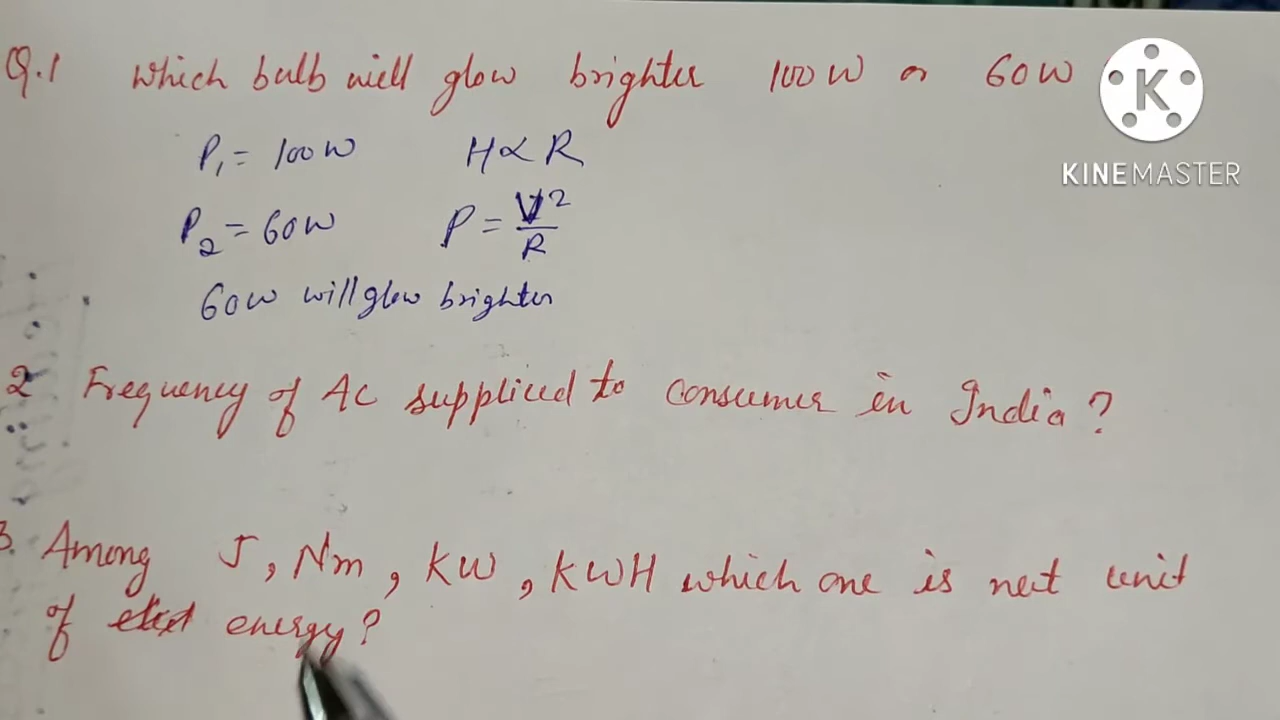 Q.1 which bulb will glow brighter 100W or 60W
K
KINEMASTER
P₁ = 100W H∝R
P₂ = 60W P = V²/R
60W will glow brighter
2 Frequency of AC supplied to consumer in India?
3. Among J, Nm, KW, KWH which one is not unit
of energy?